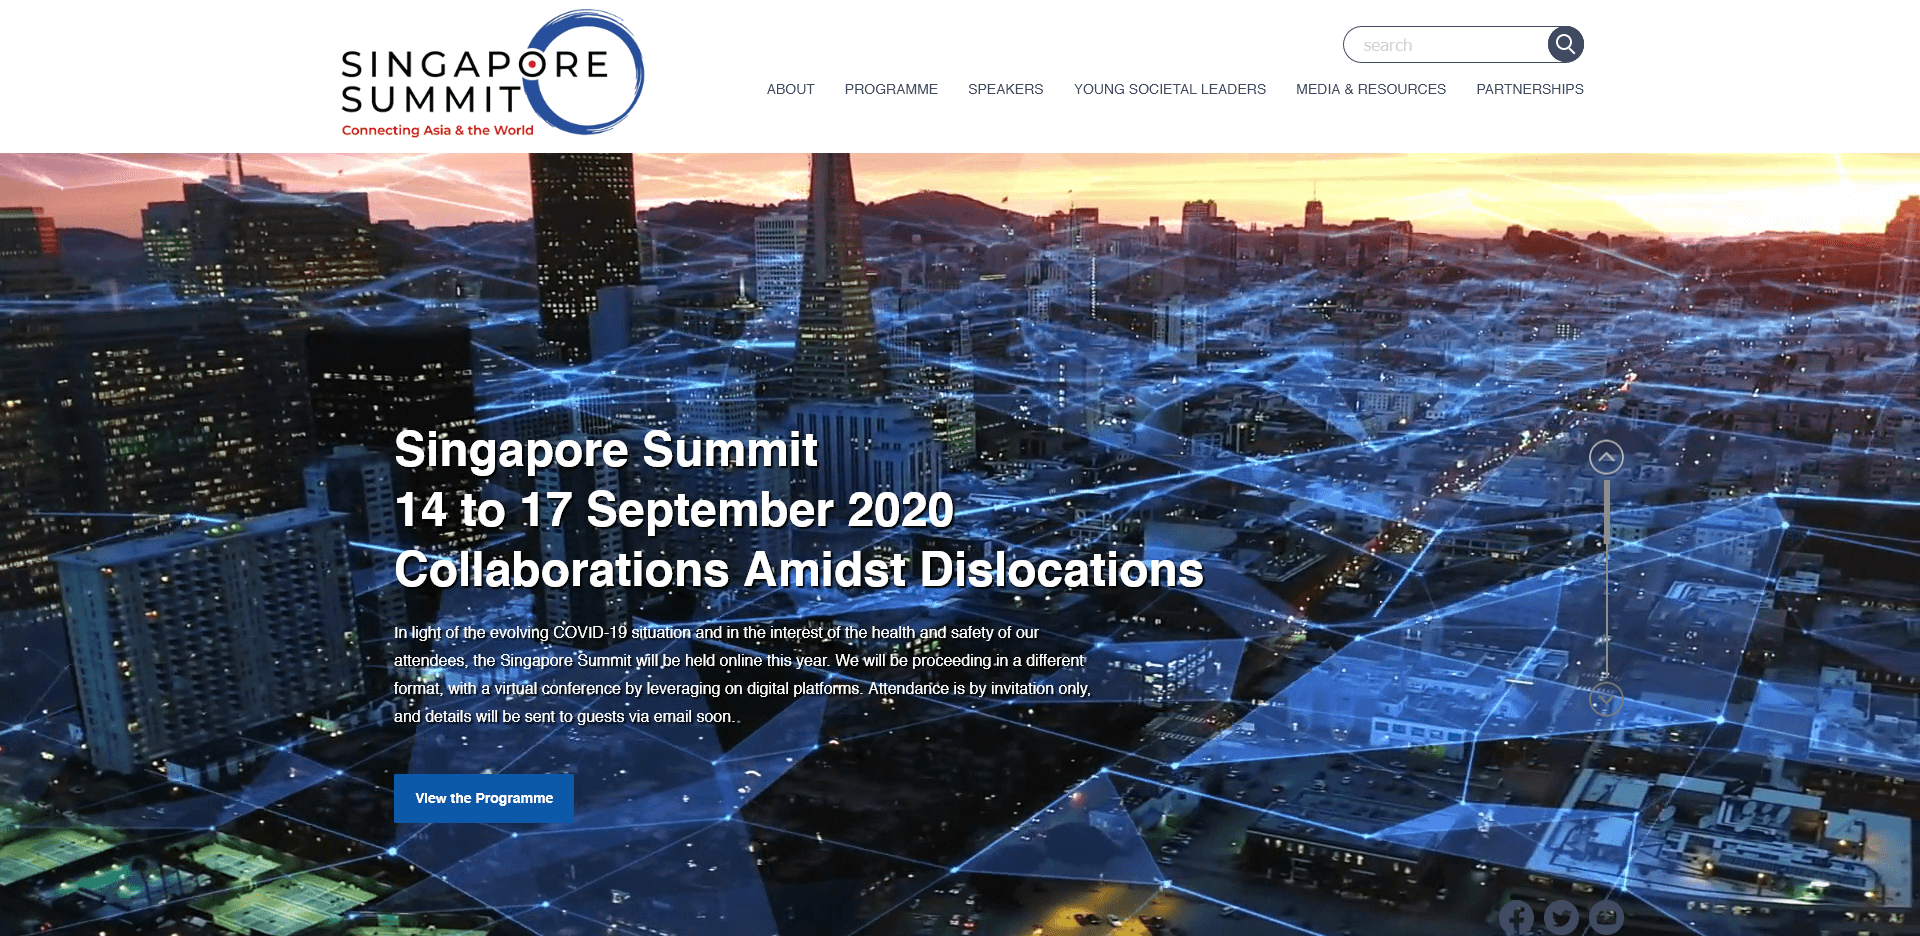 SINGAPORE
SUMMIT
Connecting Asia & the World
search
ABOUT PROGRAMME SPEAKERS YOUNG SOCIETAL LEADERS MEDIA & RESOURCES PARTNERSHIPS
Singapore Summit
14 to 17 September 2020
Collaborations Amidst Dislocations
In light of the evolving COVID-19 situation and in the interest of the health and safety of our
attendees, the Singapore Summit will be held online this year. We will be proceeding in a different
format, with a virtual conference by leveraging on digital platforms. Attendance is by invitation only,
and details will be sent to guests via email soon.
View the Programme